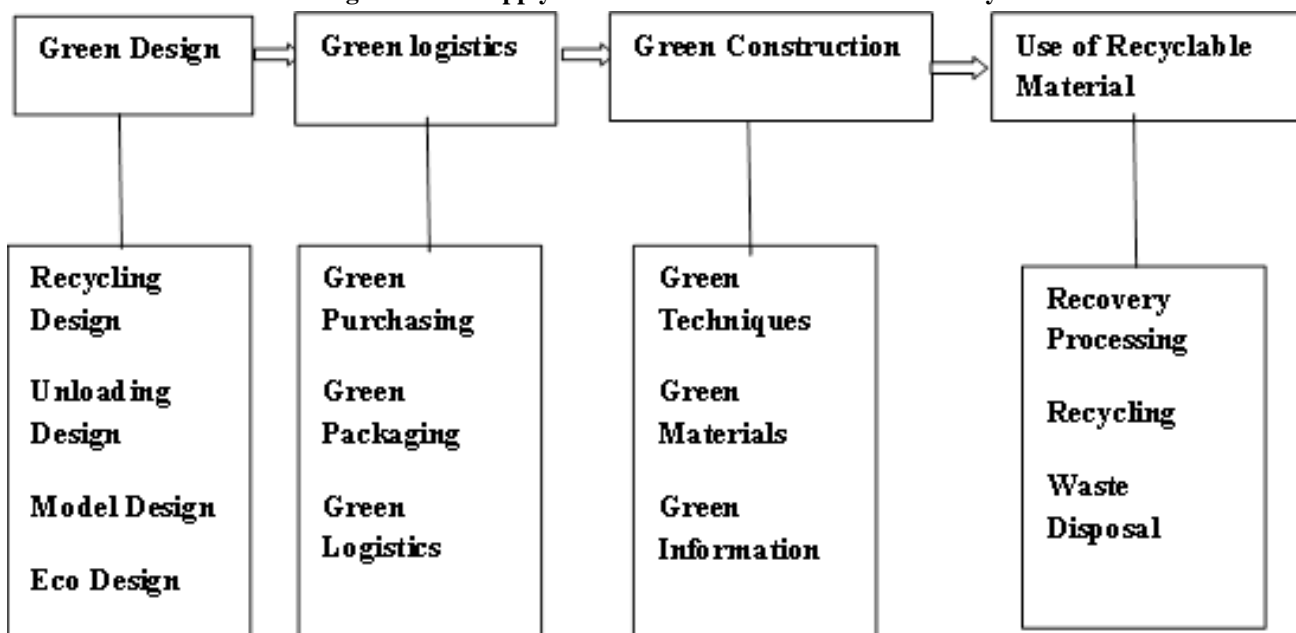 Green Design
Green logistics
Green Construction
Use of Recyclable
Material
Recycling
Design
Unloading
Design
Model Design
Eco Design
Green
Purchasing
Green
Packaging
Green
Logistics
Green
Techniques
Green
Materials
Green
Information
Recovery
Processing
Recycling
Waste
Disposal